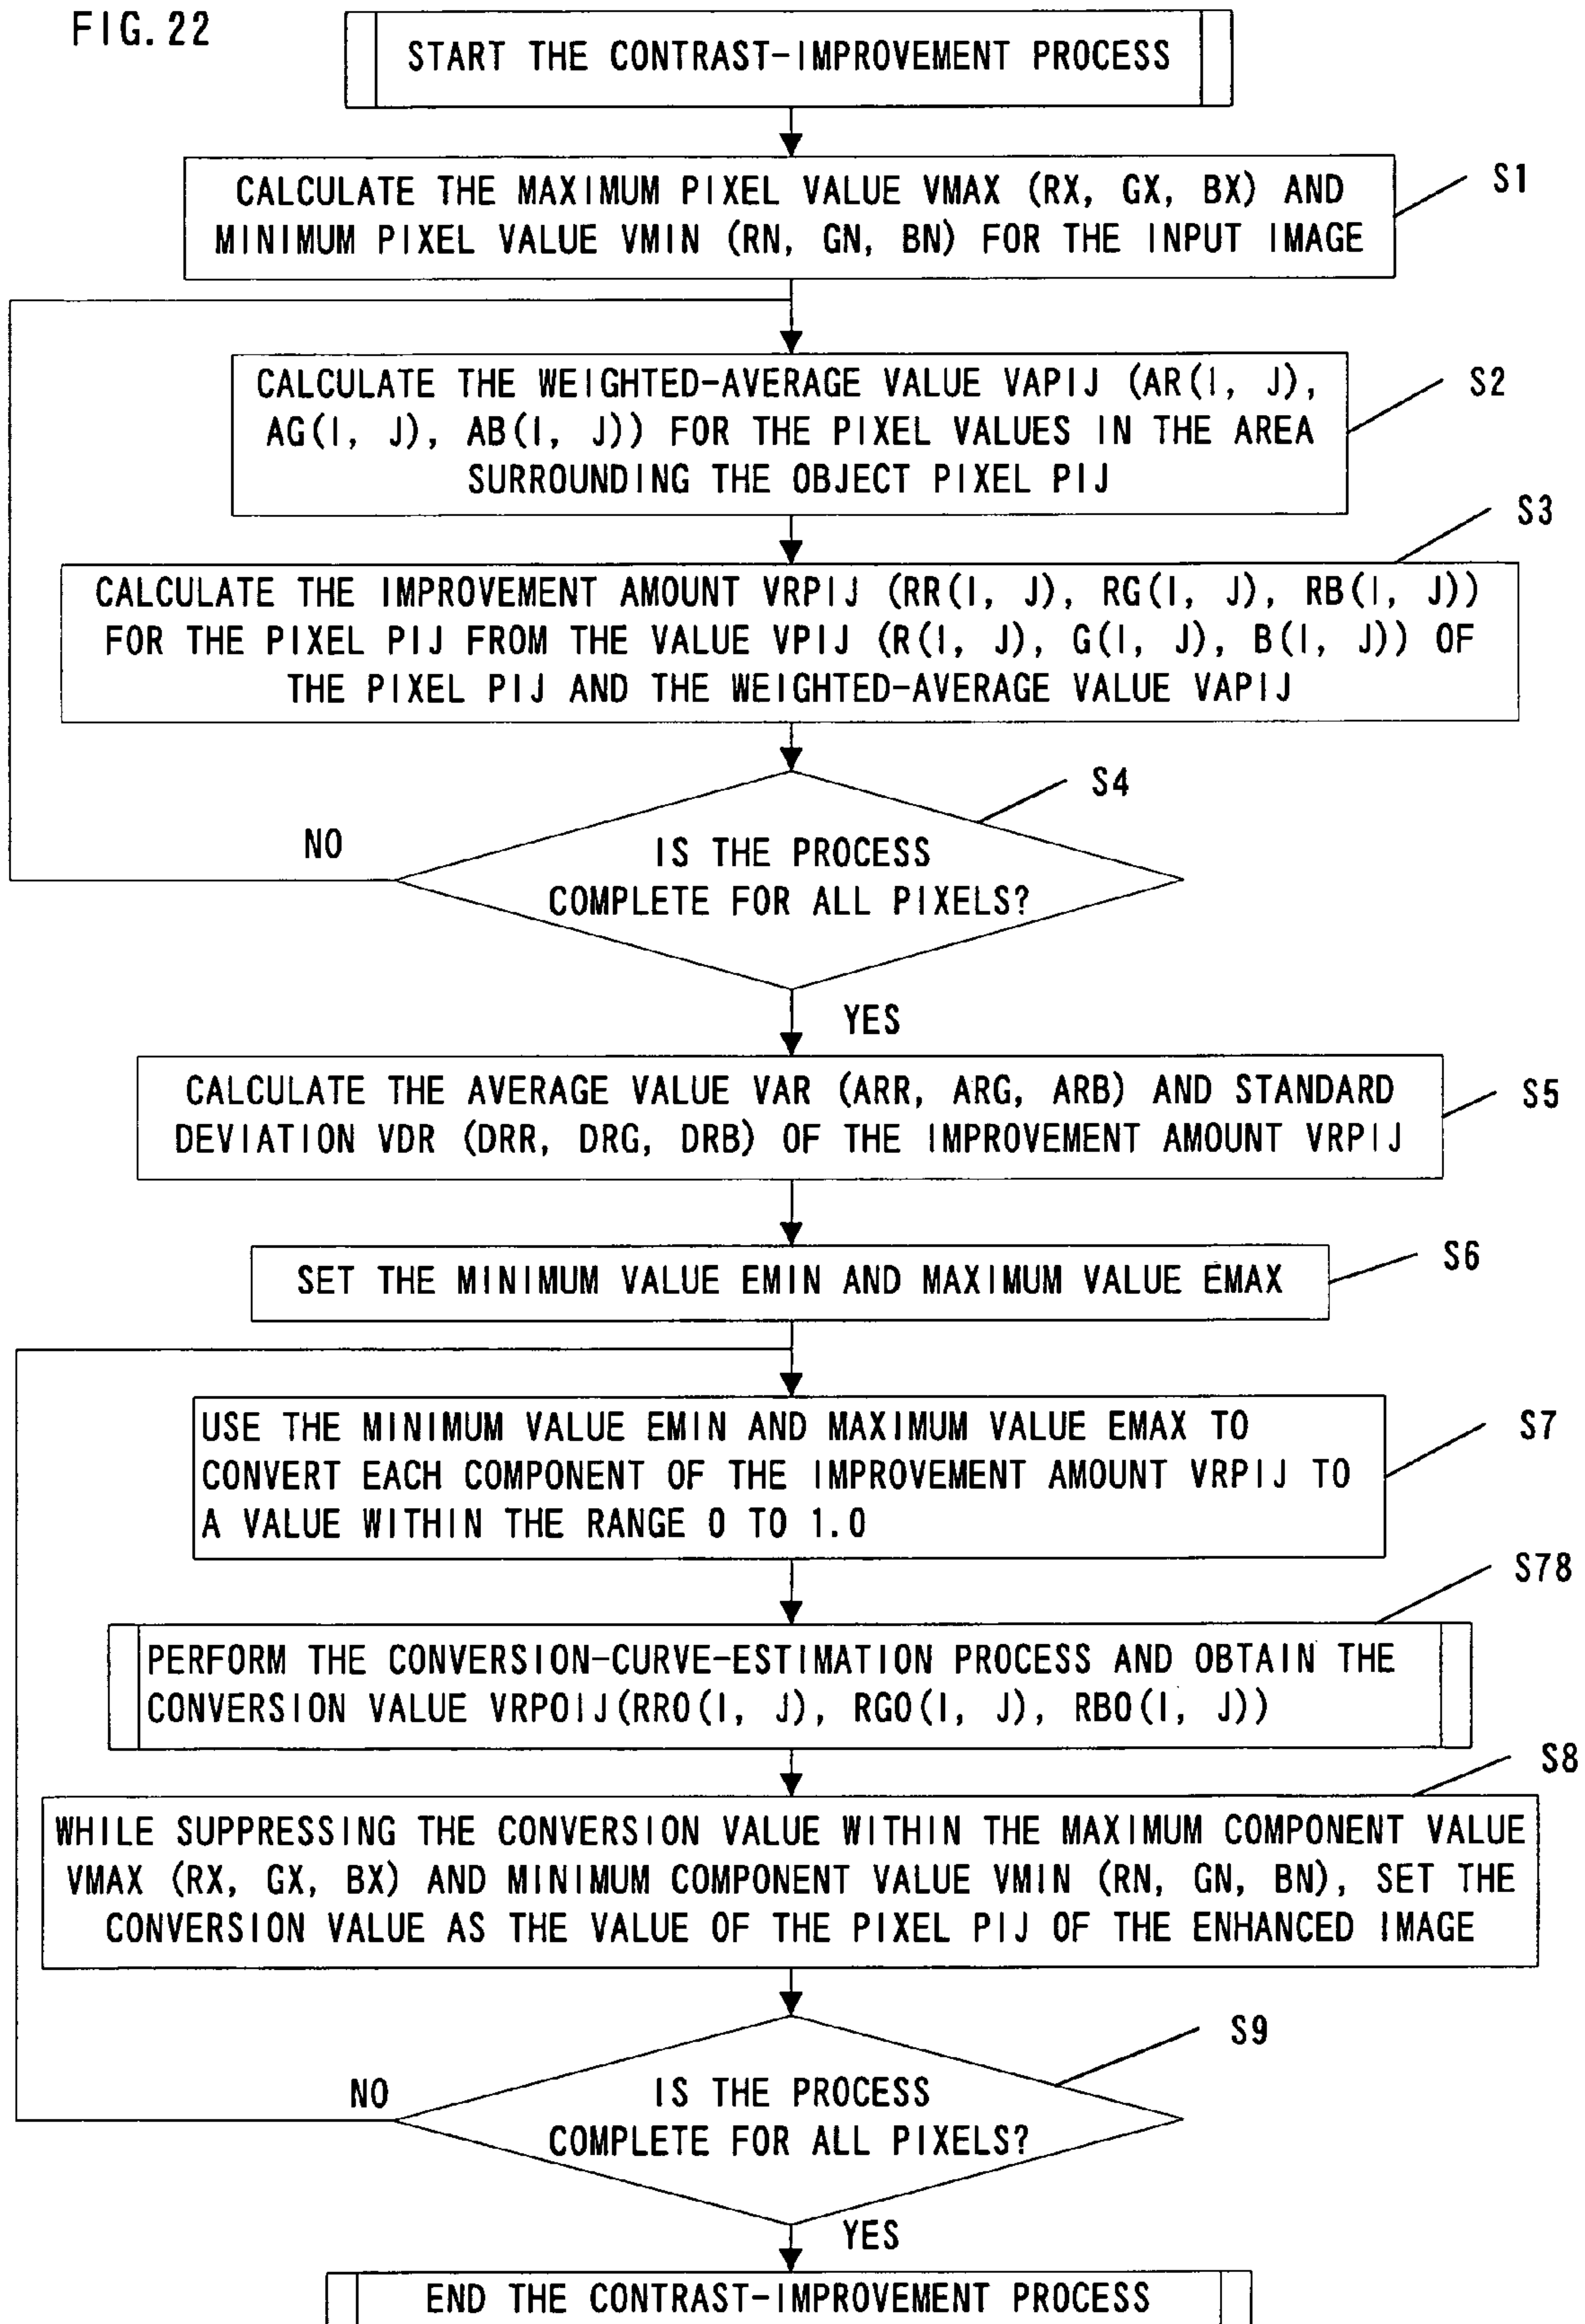 FIG. 22
START THE CONTRAST-IMPROVEMENT PROCESS
CALCULATE THE MAXIMUM PIXEL VALUE VMAX (RX, GX, BX) AND
MINIMUM PIXEL VALUE VMIN (RN, GN, BN) FOR THE INPUT IMAGE
S1
CALCULATE THE WEIGHTED-AVERAGE VALUE VAPIJ (AR(I, J),
AG(I, J), AB(I, J)) FOR THE PIXEL VALUES IN THE AREA
SURROUNDING THE OBJECT PIXEL PIJ
S2
S3
CALCULATE THE IMPROVEMENT AMOUNT VRPIJ (RR(I, J), RG(I, J), RB(I, J))
FOR THE PIXEL PIJ FROM THE VALUE VPIJ (R(I, J), G(I, J), B(I, J)) OF
THE PIXEL PIJ AND THE WEIGHTED-AVERAGE VALUE VAPIJ
S4
NO
IS THE PROCESS
COMPLETE FOR ALL PIXELS?
YES
CALCULATE THE AVERAGE VALUE VAR (ARR, ARG, ARB) AND STANDARD
DEVIATION VDR (DRR, DRG, DRB) OF THE IMPROVEMENT AMOUNT VRPIJ
S5
SET THE MINIMUM VALUE EMIN AND MAXIMUM VALUE EMAX
S6
USE THE MINIMUM VALUE EMIN AND MAXIMUM VALUE EMAX TO
CONVERT EACH COMPONENT OF THE IMPROVEMENT AMOUNT VRPIJ TO
A VALUE WITHIN THE RANGE 0 TO 1.0
S7
S78
PERFORM THE CONVERSION-CURVE-ESTIMATION PROCESS AND OBTAIN THE
CONVERSION VALUE VRPOIJ(RRO(I, J), RGO(I, J), RBO(I, J))
S8
WHILE SUPPRESSING THE CONVERSION VALUE WITHIN THE MAXIMUM COMPONENT VALUE
VMAX (RX, GX, BX) AND MINIMUM COMPONENT VALUE VMIN (RN, GN, BN), SET THE
CONVERSION VALUE AS THE VALUE OF THE PIXEL PIJ OF THE ENHANCED IMAGE
S9
NO
IS THE PROCESS
COMPLETE FOR ALL PIXELS?
YES
END THE CONTRAST-IMPROVEMENT PROCESS